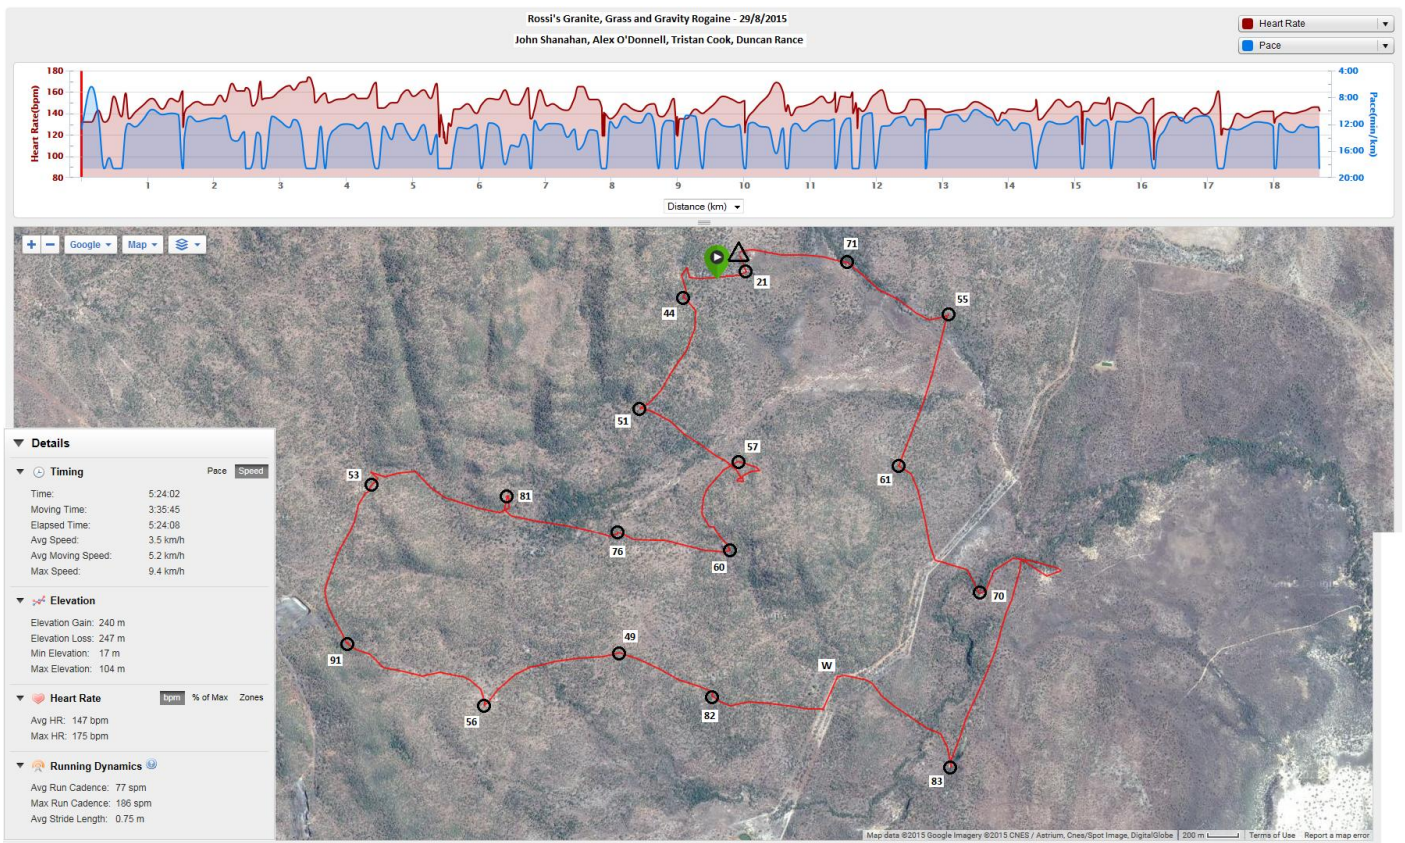 Rossi's Granite, Grass and Gravity Rogaine - 29/8/2015
John Shanahan, Alex O'Donnell, Tristan Cook, Duncan Rance
Heart Rate
Pace
Heart Rate(bpm)
180
160
140
120
100
80
4:00
8:00
12:00
16:00
20:00
Pace(min/km)
1 2 3 4 5 6 7 8 9 10 11 12 13 14 15 16 17 18
Distance (km)
+ − Google Map
71
21
55
44
51
57
61
53
81
76
60
70
91
49
W
56
82
83
Details
Timing Pace Speed
Time: 5:24:02
Moving Time: 3:35:45
Elapsed Time: 5:24:08
Avg Speed: 3.5 km/h
Avg Moving Speed: 5.2 km/h
Max Speed: 9.4 km/h
Elevation
Elevation Gain: 240 m
Elevation Loss: 247 m
Min Elevation: 17 m
Max Elevation: 104 m
Heart Rate bpm % of Max Zones
Avg HR: 147 bpm
Max HR: 175 bpm
Running Dynamics ?
Avg Run Cadence: 77 spm
Max Run Cadence: 186 spm
Avg Stride Length: 0.75 m
Map data ©2015 Google Imagery ©2015 CNES / Astrium, Cnes/Spot Image, DigitalGlobe 200 m Terms of Use Report a map error